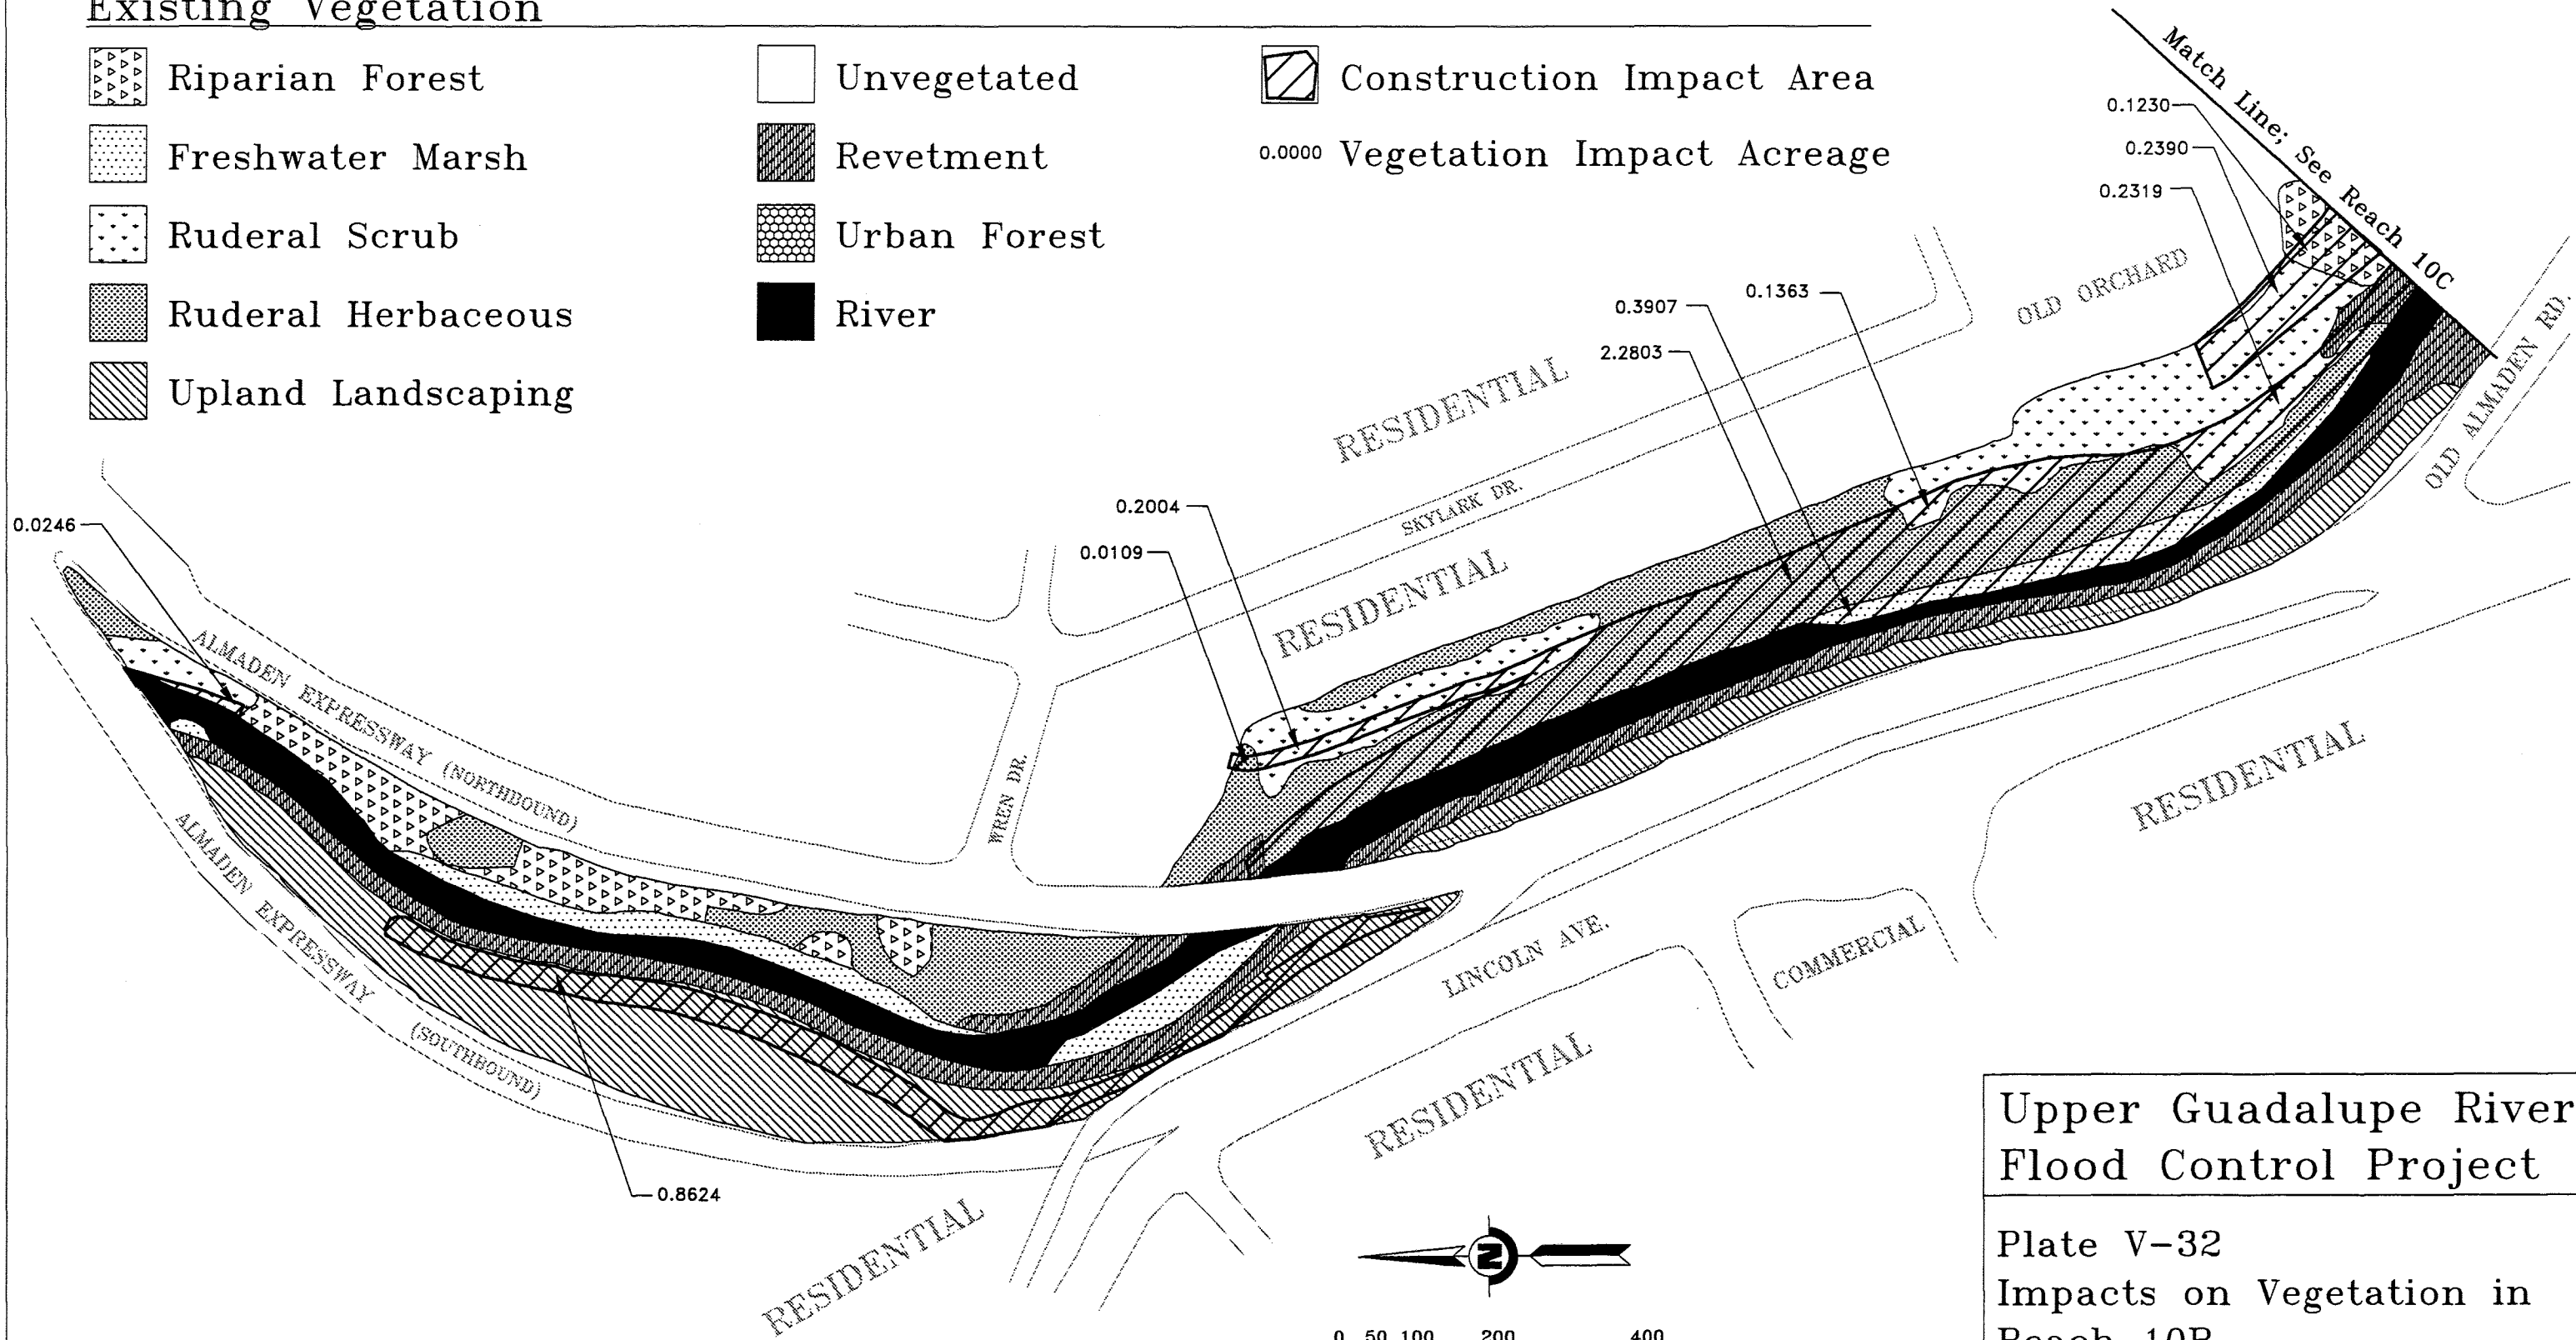 Existing Vegetation
Riparian Forest
Freshwater Marsh
Ruderal Scrub
Ruderal Herbaceous
Upland Landscaping
Unvegetated
Revetment
Urban Forest
River
Construction Impact Area
0.0000 Vegetation Impact Acreage
Match Line; See Reach 10C
0.1230
0.2390
0.2319
OLD ORCHARD
OLD ALMADEN RD.
0.1363
0.3907
2.2803
RESIDENTIAL
SKYLARK DR.
RESIDENTIAL
0.2004
0.0109
0.0246
ALMADEN EXPRESSWAY (NORTHBOUND)
WREN DR.
ALMADEN EXPRESSWAY
(SOUTHBOUND)
0.8624
LINCOLN AVE.
COMMERCIAL
RESIDENTIAL
RESIDENTIAL
RESIDENTIAL
N
0 50 100 200 400
Upper Guadalupe River
Flood Control Project
Plate V-32
Impacts on Vegetation in
Reach 10B